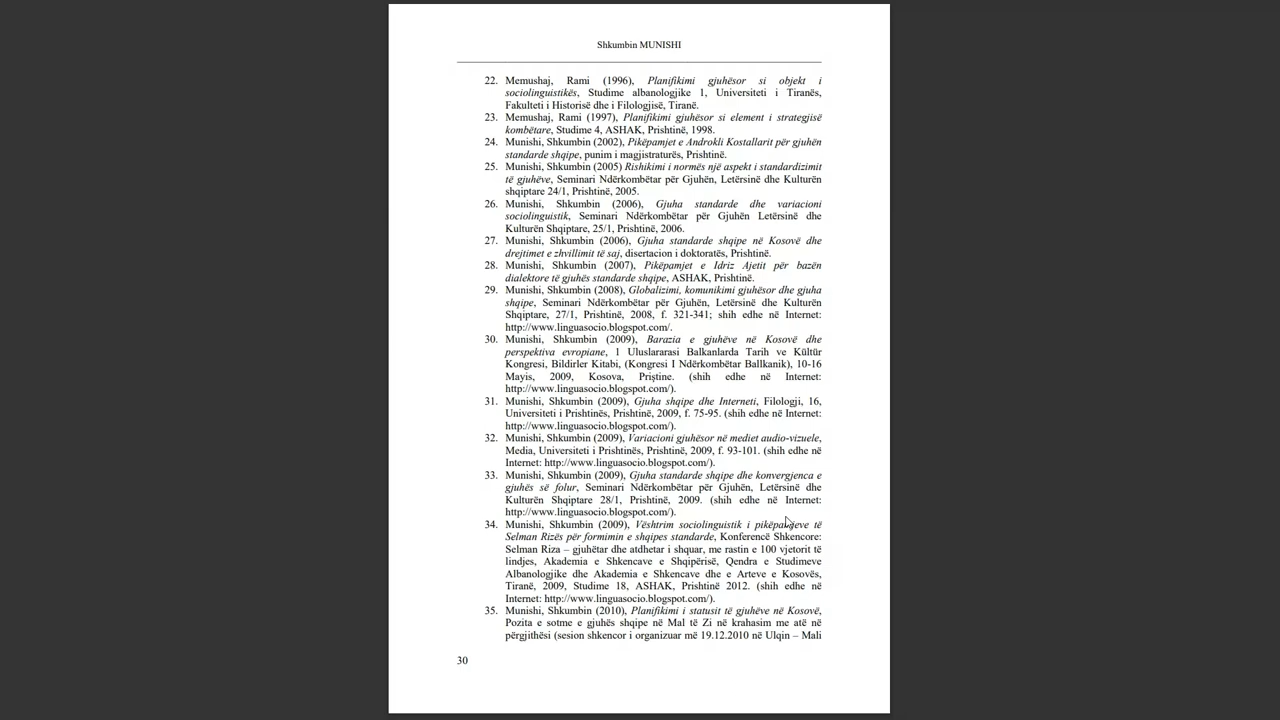 Shkumbin MUNISHI
22. Memushaj, Rami (1996), Planifikimi gjuhësor si objekt i
sociolinguistikës, Studime albanologjike 1, Universiteti i Tiranës,
Fakulteti i Historisë dhe i Filologjisë, Tiranë.
23. Memushaj, Rami (1997), Planifikimi gjuhësor si element i strategjisë
kombëtare, Studime 4, ASHAK, Prishtinë, 1998.
24. Munishi, Shkumbin (2002), Pikëpamjet e Androkli Kostallarit për gjuhën
standarde shqipe, punim i magjistraturës, Prishtinë.
25. Munishi, Shkumbin (2005) Rishikimi i normës një aspekt i standardizimit
të gjuhëve, Seminari Ndërkombëtar për Gjuhën, Letërsinë dhe Kulturën
shqiptare 24/1, Prishtinë, 2005.
26. Munishi, Shkumbin (2006), Gjuha standarde dhe variacioni
sociolinguistik, Seminari Ndërkombëtar për Gjuhën Letërsinë dhe
Kulturën Shqiptare, 25/1, Prishtinë, 2006.
27. Munishi, Shkumbin (2006), Gjuha standarde shqipe në Kosovë dhe
drejtimet e zhvillimit të saj, disertacion i doktoratës, Prishtinë.
28. Munishi, Shkumbin (2007), Pikëpamjet e Idriz Ajetit për bazën
dialektore të gjuhës standarde shqipe, ASHAK, Prishtinë.
29. Munishi, Shkumbin (2008), Globalizimi, komunikimi gjuhësor dhe gjuha
shqipe, Seminari Ndërkombëtar për Gjuhën, Letërsinë dhe Kulturën
Shqiptare, 27/1, Prishtinë, 2008, f. 321-341; shih edhe në Internet:
http://www.linguasocio.blogspot.com/.
30. Munishi, Shkumbin (2009), Barazia e gjuhëve në Kosovë dhe
perspektiva evropiane, 1 Uluslararasi Balkanlarda Tarih ve Kültür
Kongresi, Bildirler Kitabi, (Kongresi I Ndërkombëtar Ballkanik), 10-16
Mayis, 2009, Kosova, Priştine. (shih edhe në Internet:
http://www.linguasocio.blogspot.com/).
31. Munishi, Shkumbin (2009), Gjuha shqipe dhe Interneti, Filologji, 16,
Universiteti i Prishtinës, Prishtinë, 2009, f. 75-95. (shih edhe në Internet:
http://www.linguasocio.blogspot.com/).
32. Munishi, Shkumbin (2009), Variacioni gjuhësor në mediet audio-vizuele,
Media, Universiteti i Prishtinës, Prishtinë, 2009, f. 93-101. (shih edhe në
Internet: http://www.linguasocio.blogspot.com/).
33. Munishi, Shkumbin (2009), Gjuha standarde shqipe dhe konvergjenca e
gjuhës së folur, Seminari Ndërkombëtar për Gjuhën, Letërsinë dhe
Kulturën Shqiptare 28/1, Prishtinë, 2009. (shih edhe në Internet:
http://www.linguasocio.blogspot.com/).
34. Munishi, Shkumbin (2009), Vështrim sociolinguistik i pikëpamjeve të
Selman Rizës për formimin e shqipes standarde, Konferencë Shkencore:
Selman Riza – gjuhëtar dhe atdhetar i shquar, me rastin e 100 vjetorit të
lindjes, Akademia e Shkencave e Shqipërisë, Qendra e Studimeve
Albanologjike dhe Akademia e Shkencave dhe e Arteve e Kosovës,
Tiranë, 2009, Studime 18, ASHAK, Prishtinë 2012. (shih edhe në
Internet: http://www.linguasocio.blogspot.com/).
35. Munishi, Shkumbin (2010), Planifikimi i statusit të gjuhëve në Kosovë,
Pozita e sotme e gjuhës shqipe në Mal të Zi në krahasim me atë në
përgjithësi (sesion shkencor i organizuar më 19.12.2010 në Ulqin – Mali
30